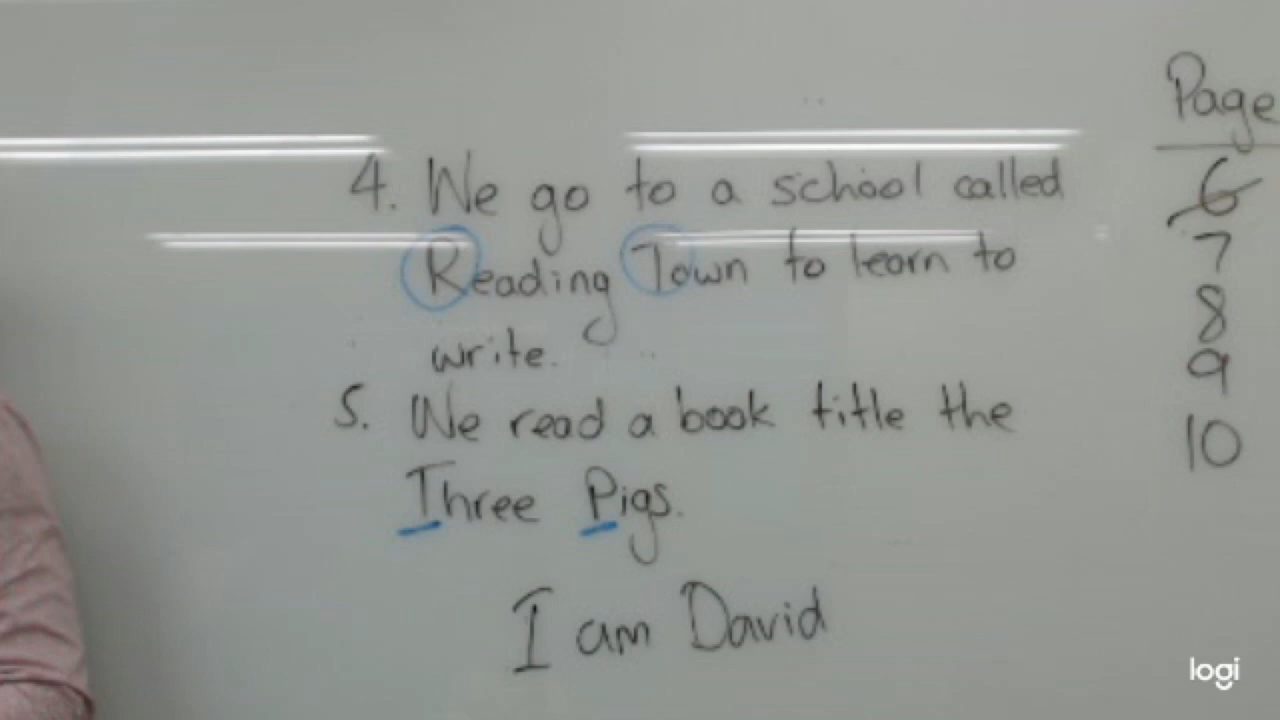 4. We go to a school called
Reading Town to learn to
write.
5. We read a book title the
Three Pigs.
I am David
Page
6
7
8
9
10
logi